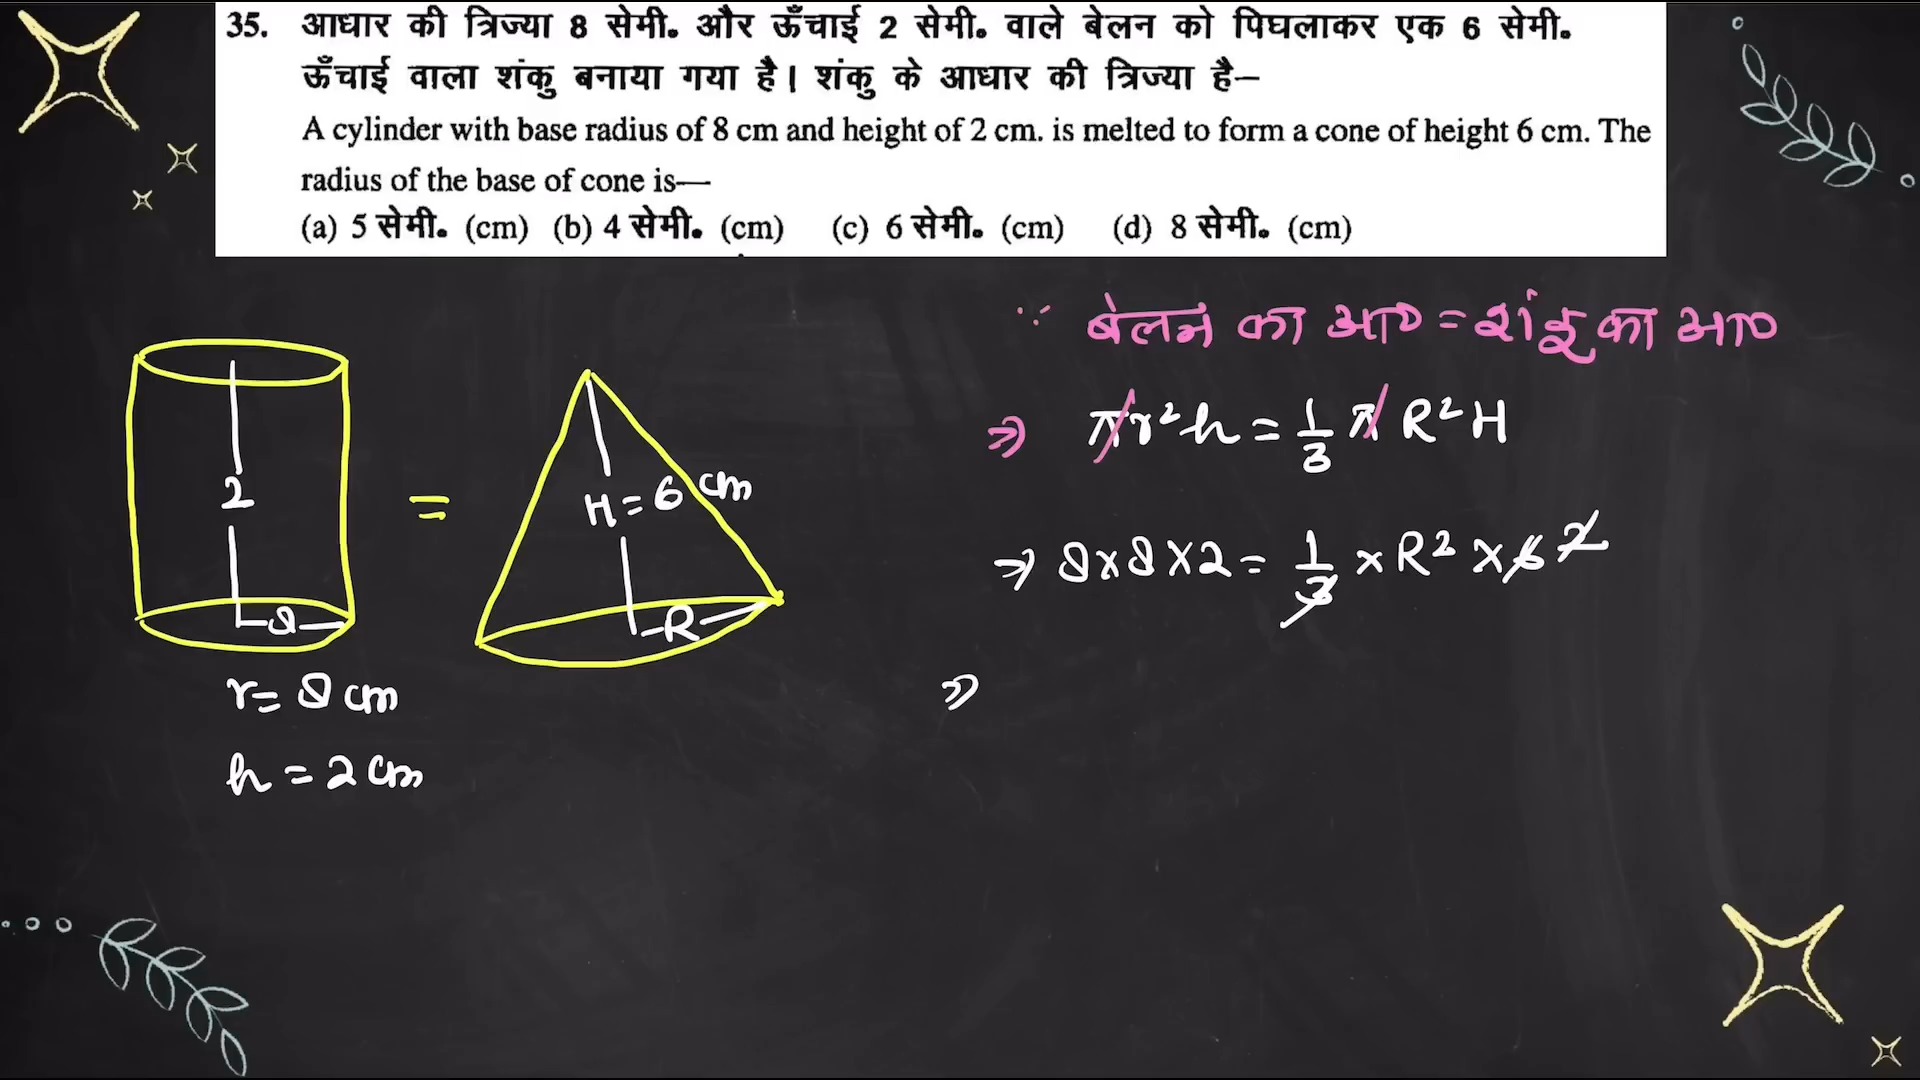 35. आधार की त्रिज्या 8 सेमी. और ऊँचाई 2 सेमी. वाले बेलन को पिघलाकर एक 6 सेमी.
ऊँचाई वाला शंकु बनाया गया है। शंकु के आधार की त्रिज्या है–
A cylinder with base radius of 8 cm and height of 2 cm. is melted to form a cone of height 6 cm. The
radius of the base of cone is—
(a) 5 सेमी. (cm) (b) 4 सेमी. (cm) (c) 6 सेमी. (cm) (d) 8 सेमी. (cm)
∵ बेलन का आ० = शंकु का आ०
⇒ πr²h = 1/3 π R²H
⇒ 8×8×2 = 1/3 × R² × 6 2
⇒
2
8
=
H = 6 cm
R
r = 8 cm
h = 2 cm